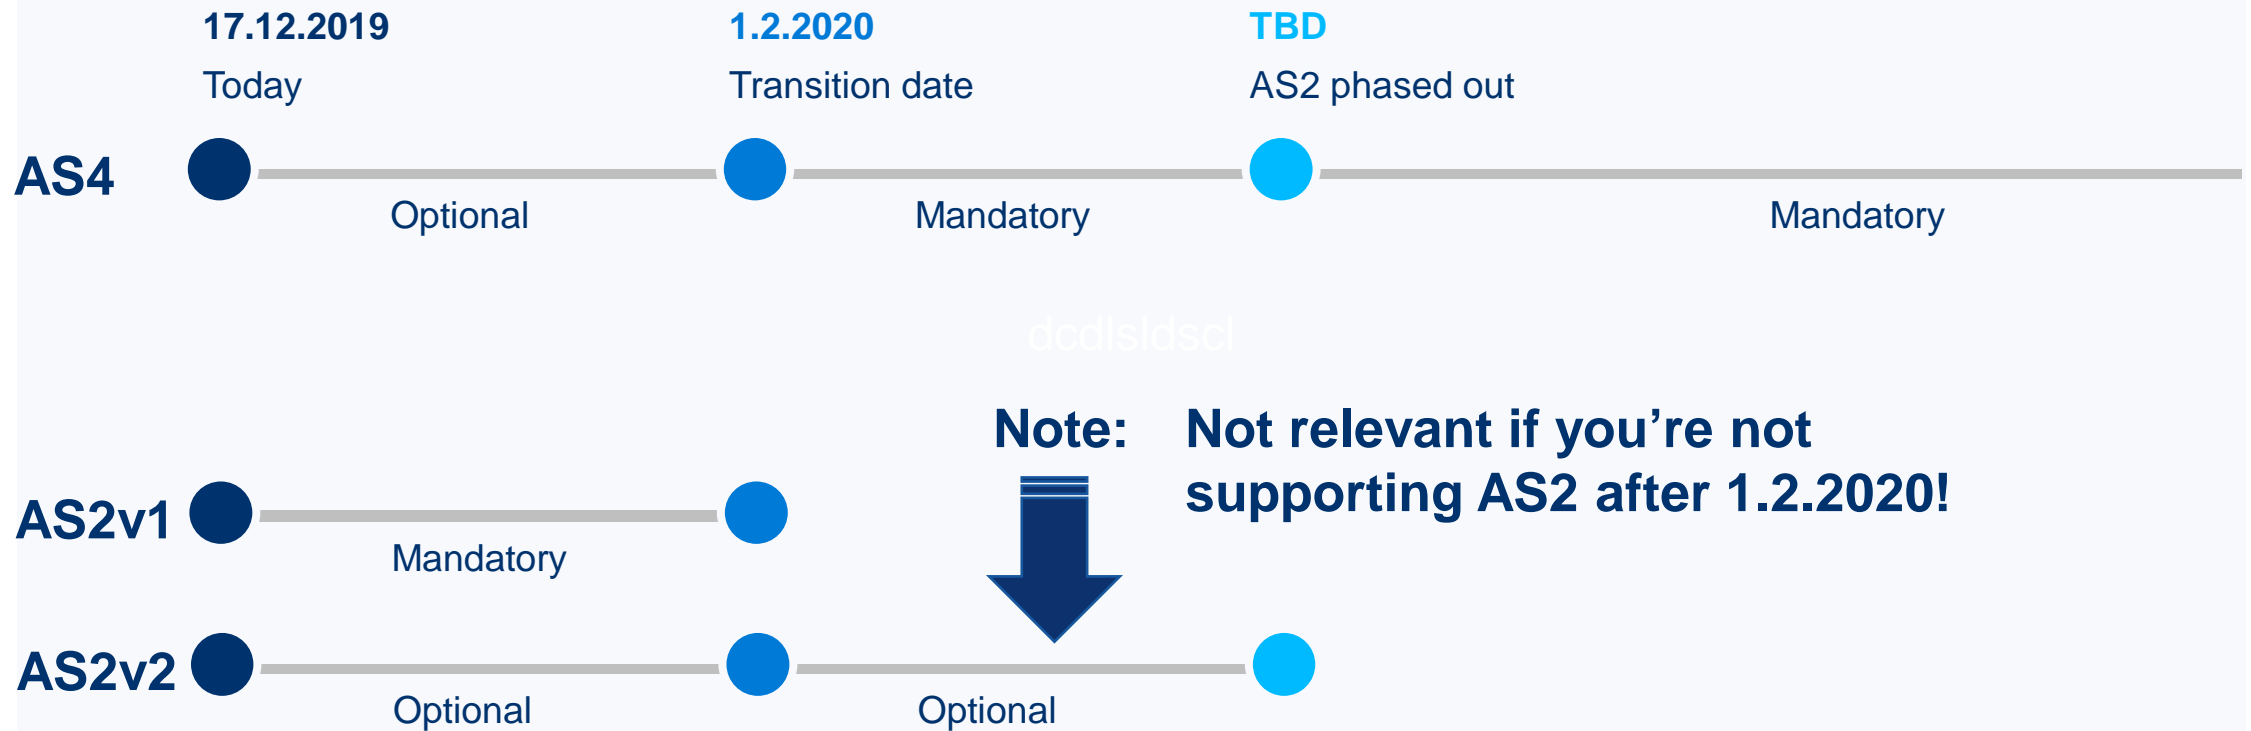 17.12.2019
1.2.2020
TBD
Today
Transition date
AS2 phased out
AS4
Optional
Mandatory
Mandatory
dcdlsldscl
Note:
Not relevant if you’re not
supporting AS2 after 1.2.2020!
AS2v1
Mandatory
AS2v2
Optional
Optional